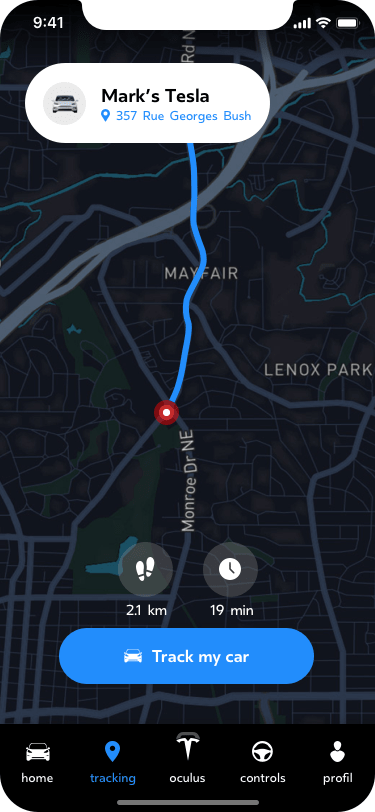 9:41
Rd N
Mark's Tesla
357 Rue Georges Bush
MAYFAIR
LENOX PARK
Monroe Dr NE
2.1 km
19 min
Track my car
home
tracking
oculus
controls
profil